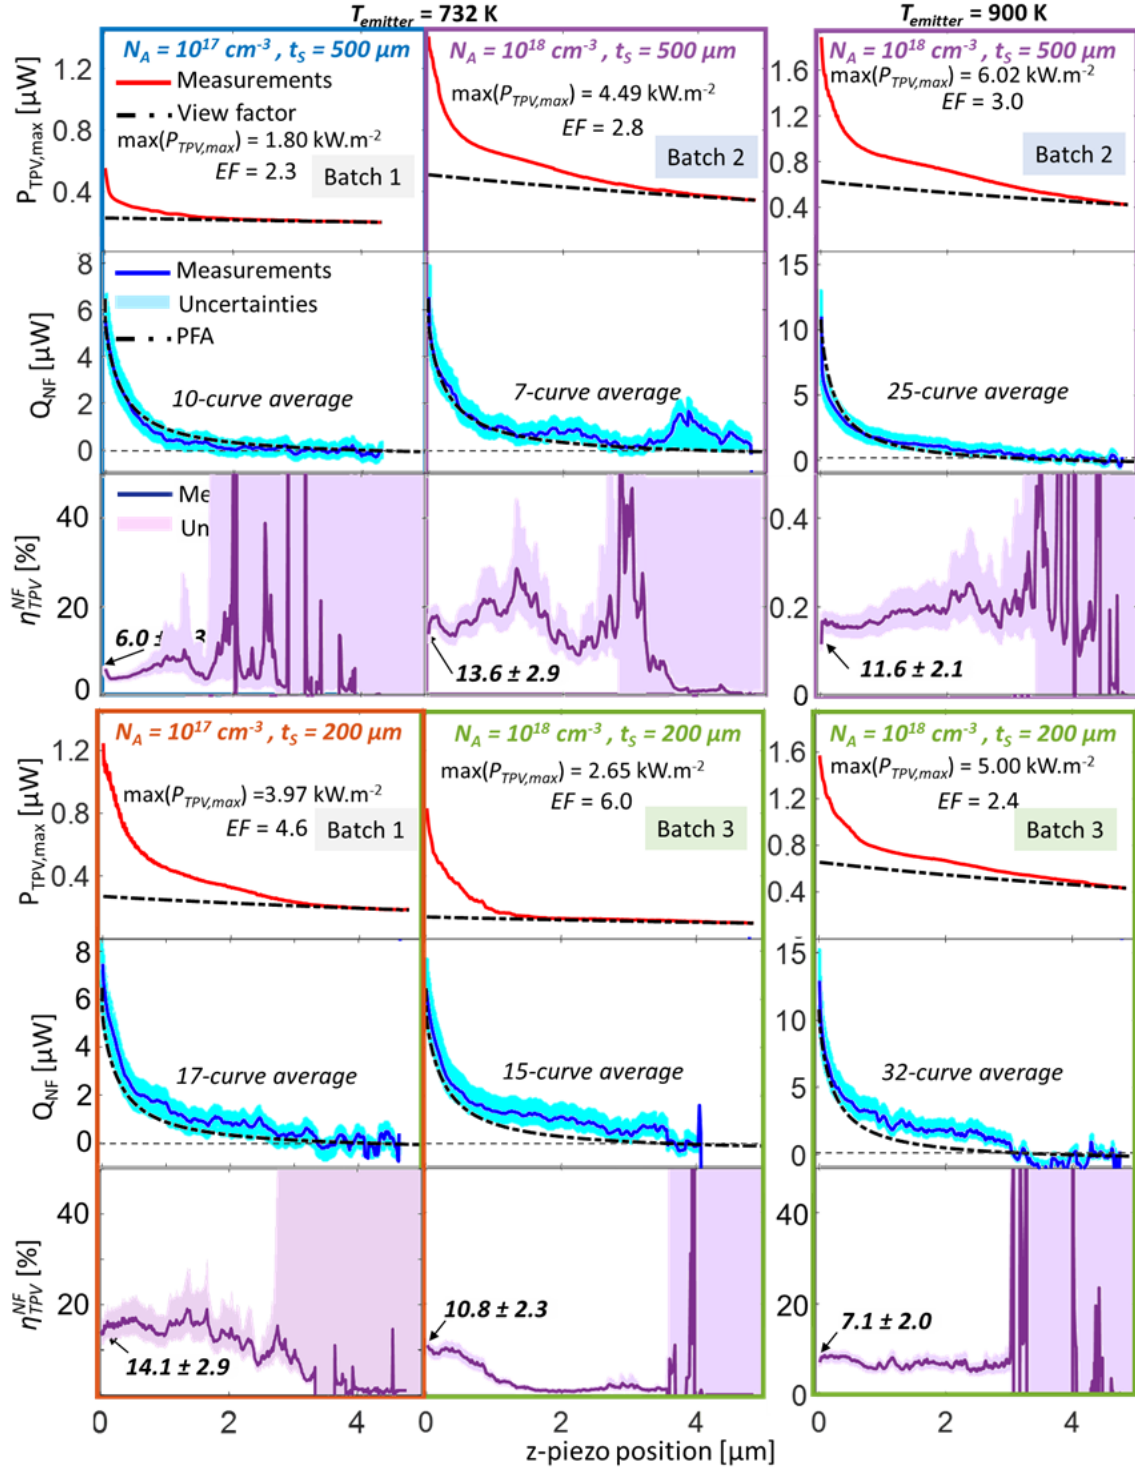 T_emitter = 732 K
T_emitter = 900 K
N_A = 10^17 cm^-3 , t_S = 500 µm
N_A = 10^18 cm^-3 , t_S = 500 µm
N_A = 10^18 cm^-3 , t_S = 500 µm
P_TPV,max [µW]
1.2
0.8
0.4
Measurements
View factor
max(P_TPV,max) = 1.80 kW.m^-2
EF = 2.3
Batch 1
max(P_TPV,max) = 4.49 kW.m^-2
EF = 2.8
Batch 2
1.6
1.2
0.8
0.4
max(P_TPV,max) = 6.02 kW.m^-2
EF = 3.0
Batch 2
Q_NF [µW]
8
6
4
2
0
Measurements
Uncertainties
PFA
10-curve average
7-curve average
15
10
5
0
25-curve average
η_TPV^NF [%]
40
20
0
Me
Un
6.0 ±
13.6 ± 2.9
0.4
0.2
0
11.6 ± 2.1
N_A = 10^17 cm^-3 , t_S = 200 µm
N_A = 10^18 cm^-3 , t_S = 200 µm
N_A = 10^18 cm^-3 , t_S = 200 µm
P_TPV,max [µW]
1.2
0.8
0.4
max(P_TPV,max) =3.97 kW.m^-2
EF = 4.6
Batch 1
max(P_TPV,max) = 2.65 kW.m^-2
EF = 6.0
Batch 3
1.6
1.2
0.8
0.4
max(P_TPV,max) = 5.00 kW.m^-2
EF = 2.4
Batch 3
Q_NF [µW]
8
6
4
2
0
17-curve average
15-curve average
15
10
5
0
32-curve average
η_TPV^NF [%]
40
20
14.1 ± 2.9
10.8 ± 2.3
40
20
0
7.1 ± 2.0
0 2 0 2 4 0 2 4
z-piezo position [µm]